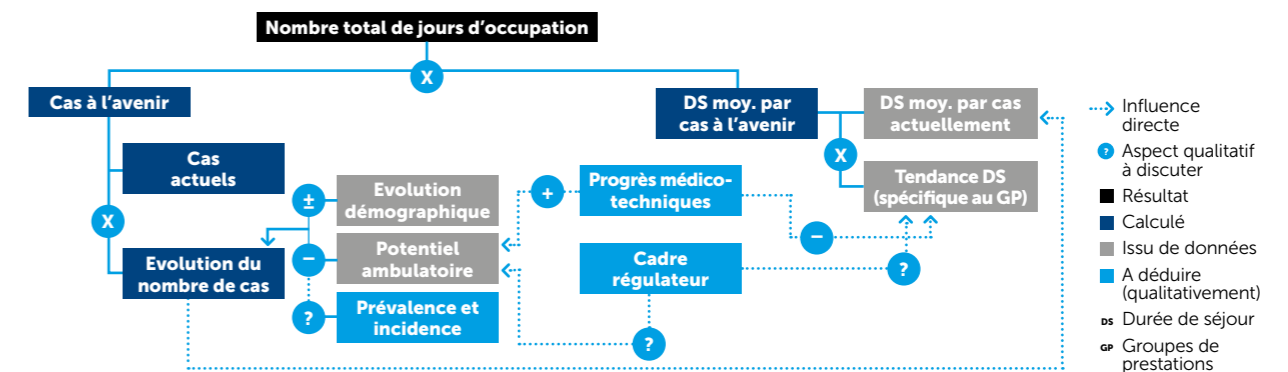 Nombre total de jours d’occupation
X
Cas à l’avenir
DS moy. par
cas à l’avenir
DS moy. par cas
actuellement
X
Cas
actuels
Tendance DS
(spécifique au GP)
X
Evolution du
nombre de cas
±
Evolution
démographique
−
Potentiel
ambulatoire
?
Prévalence et
incidence
+
Progrès médico-
techniques
−
Cadre
régulateur
?
?
Influence
directe
? Aspect qualitatif
à discuter
Résultat
Calculé
Issu de données
A déduire
(qualitativement)
DS Durée de séjour
GP Groupes de
prestations